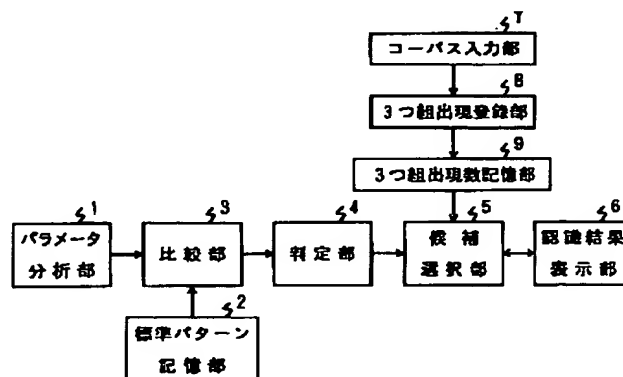 7
コーパス入力部
8
3つ組出現登録部
9
3つ組出現数記憶部
1
パラメータ
分析部
3
比較部
4
判定部
5
候補
選択部
6
認識結果
表示部
2
標準パターン
記憶部